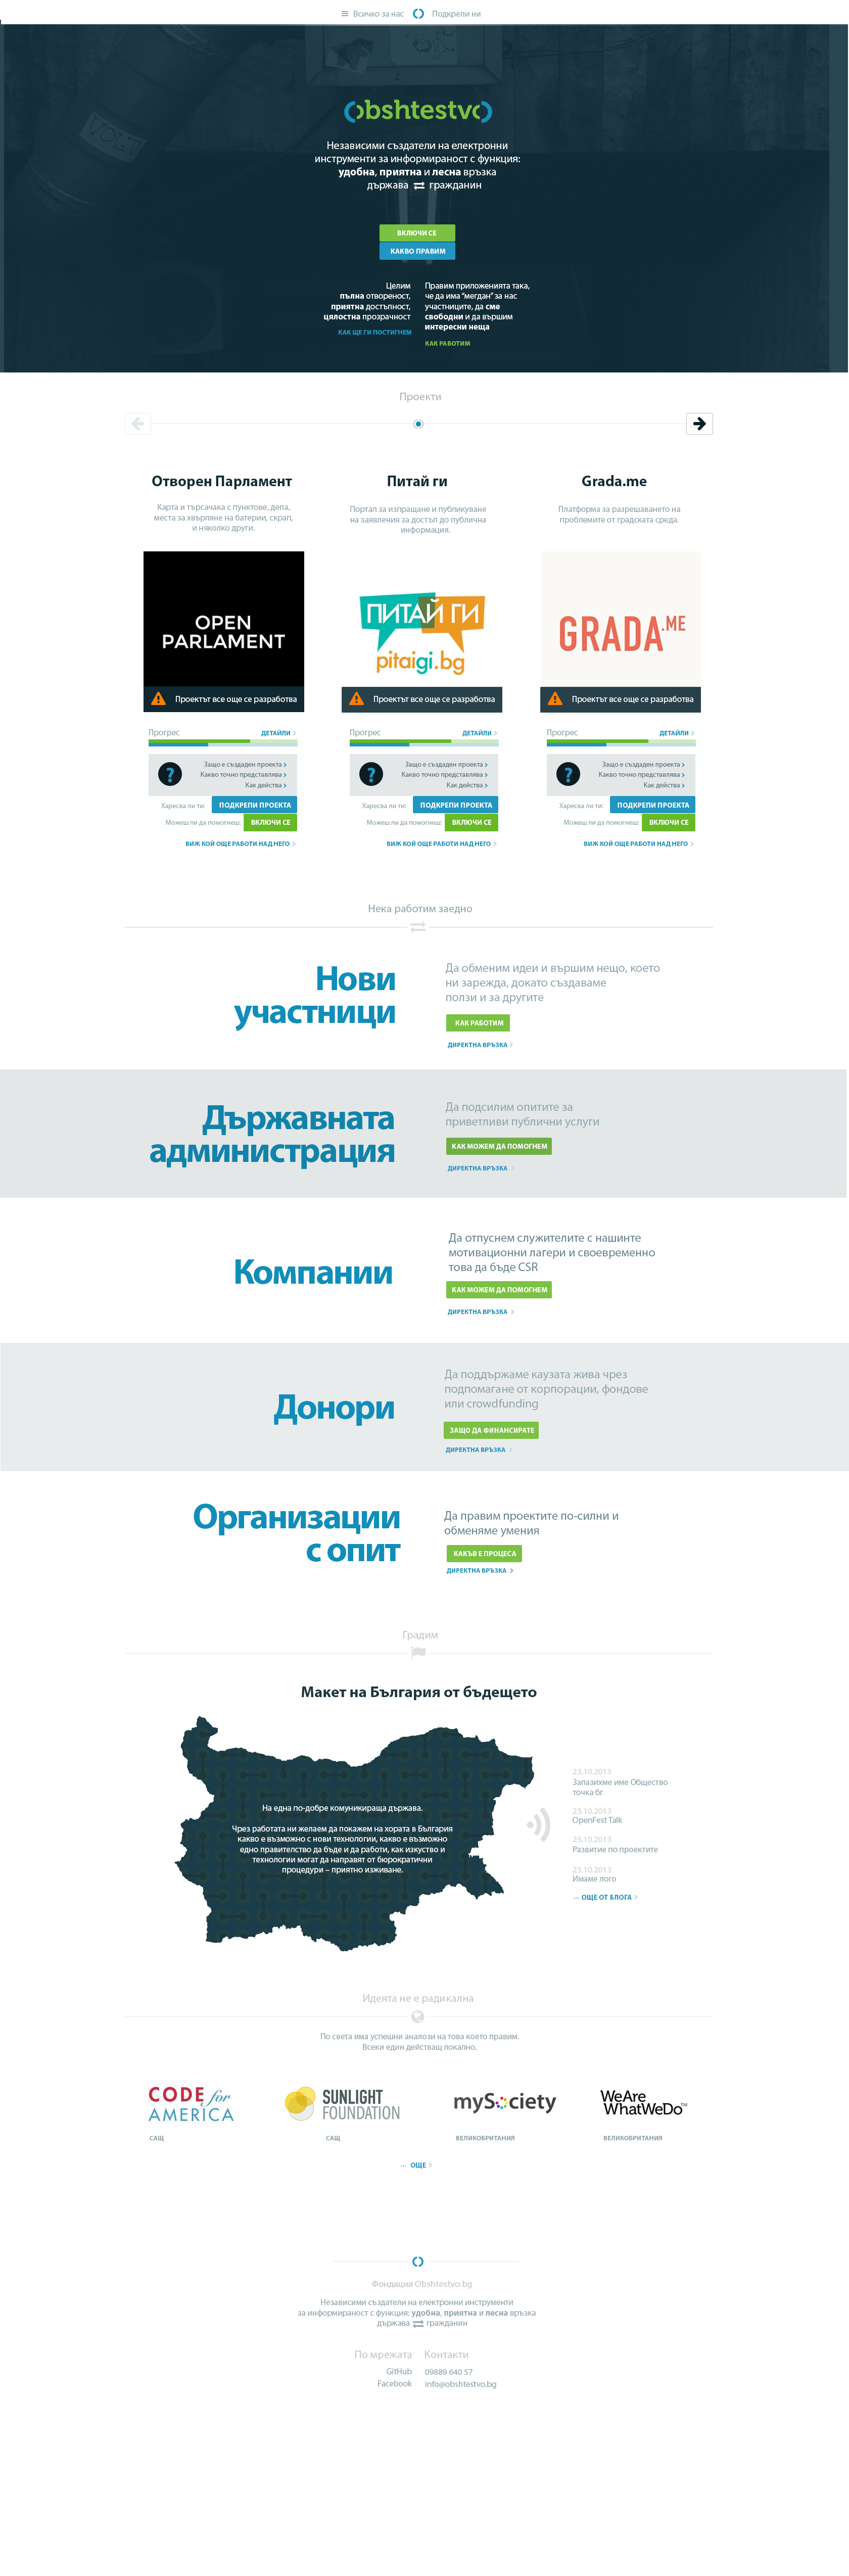 Всичко за нас
Подкрепи ни
VOLT
obshtestvo
Независими създатели на електронни
инструменти за информираност с функция:
удобна, приятна и лесна връзка
държава гражданин
ВКЛЮЧИ СЕ
КАКВО ПРАВИМ
Целим
пълна отвореност,
приятна достъпност,
цялостна прозрачност
КАК ЩЕ ГИ ПОСТИГНЕМ
Правим приложенията така,
че да има “мегдан” за нас
участниците, да сме
свободни и да вършим
интересни неща
КАК РАБОТИМ
Проекти
Отворен Парламент
Карта и търсачака с пунктове, депа,
места за хвърляне на батерии, скрап,
и няколко други.
OPEN
PARLAMENT
Проектът все още се разработва
Прогрес
ДЕТАЙЛИ
Защо е създаден проекта
Какво точно представлява
Как действа
?
Харесва ли ти:
ПОДКРЕПИ ПРОЕКТА
Можеш ли да помогнеш:
ВКЛЮЧИ СЕ
ВИЖ КОЙ ОЩЕ РАБОТИ НАД НЕГО
Питай ги
Портал за изпращане и публикуване
на заявления за достъп до публична
информация.
ПИТАЙ ГИ
pitaigi.bg
Проектът все още се разработва
Прогрес
ДЕТАЙЛИ
Защо е създаден проекта
Какво точно представлява
Как действа
?
Харесва ли ти:
ПОДКРЕПИ ПРОЕКТА
Можеш ли да помогнеш:
ВКЛЮЧИ СЕ
ВИЖ КОЙ ОЩЕ РАБОТИ НАД НЕГО
Grada.me
Платформа за разрешаването на
проблемите от градската среда.
GRADA.ME
Проектът все още се разработва
Прогрес
ДЕТАЙЛИ
Защо е създаден проекта
Какво точно представлява
Как действа
?
Харесва ли ти:
ПОДКРЕПИ ПРОЕКТА
Можеш ли да помогнеш:
ВКЛЮЧИ СЕ
ВИЖ КОЙ ОЩЕ РАБОТИ НАД НЕГО
Нека работим заедно
Нови
участници
Да обменим идеи и вършим нещо, което
ни зарежда, докато създаваме
ползи и за другите
КАК РАБОТИМ
ДИРЕКТНА ВРЪЗКА
Държавната
администрация
Да подсилим опитите за
приветливи публични услуги
КАК МОЖЕМ ДА ПОМОГНЕМ
ДИРЕКТНА ВРЪЗКА
Компании
Да отпуснем служителите с нашинте
мотивационни лагери и своевременно
това да бъде CSR
КАК МОЖЕМ ДА ПОМОГНЕМ
ДИРЕКТНА ВРЪЗКА
Донори
Да поддържаме каузата жива чрез
подпомагане от корпорации, фондове
или crowdfunding
ЗАЩО ДА ФИНАНСИРАТЕ
ДИРЕКТНА ВРЪЗКА
Организации
с опит
Да правим проектите по-силни и
обменяме умения
КАКЪВ Е ПРОЦЕСА
ДИРЕКТНА ВРЪЗКА
Градим
Макет на България от бъдещето
На една по-добре комуникираща държава.
Чрез работата ни желаем да покажем на хората в България
какво е възможно с нови технологии, какво е възможно
едно правителство да бъде и да работи, как изкуство и
технологии могат да направят от бюрократични
процедури – приятно изживане.
23.10.2013
Запазихме име Общество
точка бг
23.10.2013
OpenFest Talk
23.10.2013
Развитие по проектите
23.10.2013
Имаме лого
... ОЩЕ ОТ БЛОГА
Идеята не е радикална
По света има успешни анализи на това което правим.
Всеки един действащ локално.
CODE for
AMERICA
САЩ
SUNLIGHT
FOUNDATION
САЩ
mySociety
ВЕЛИКОБРИТАНИЯ
WeAre
WhatWeDo™
ВЕЛИКОБРИТАНИЯ
... ОЩЕ
Фондация Obshtestvo.bg
Независими създатели на електронни инструменти
за информираност с функция: удобна, приятна и лесна връзка
държава гражданин
По мрежата
GitHub
Facebook
Контакти
09889 640 57
info@obshtestvo.bg